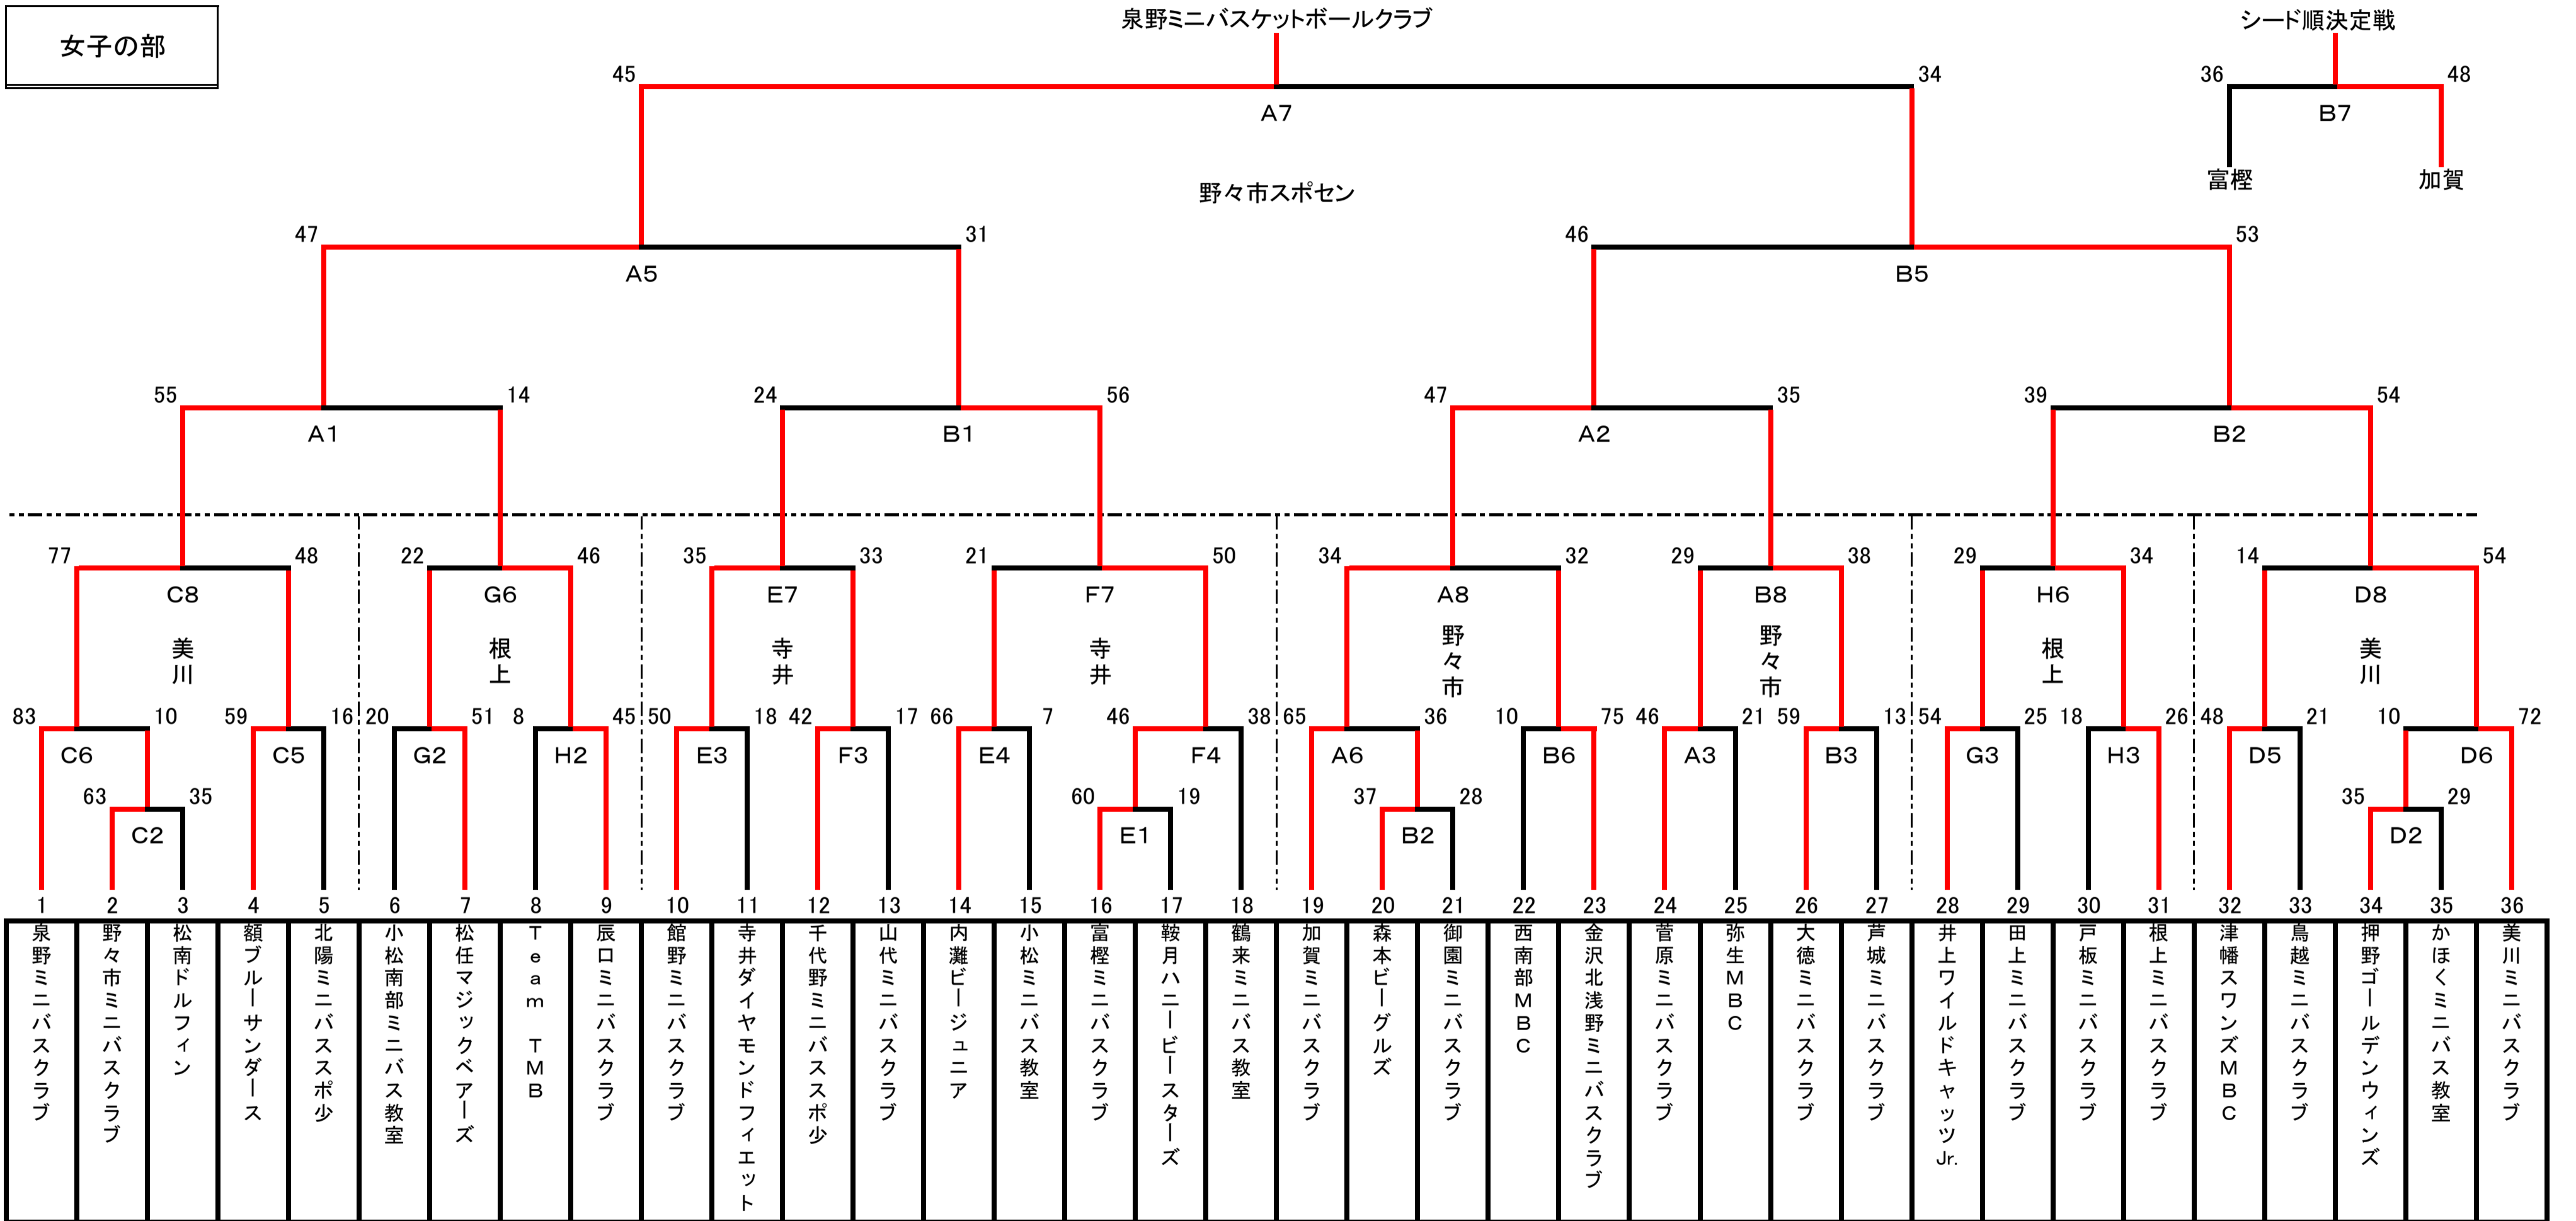 女子の部
泉野ミニバスケットボールクラブ
シード順決定戦
45
34
36
48
A7
B7
富樫
加賀
野々市スポセン
47
31
46
53
A5
B5
55
14
24
56
47
35
39
54
A1
B1
A2
B2
77
48
22
46
35
33
21
50
34
32
29
38
29
34
14
54
C8
G6
E7
F7
A8
B8
H6
D8
美川
根上
寺井
寺井
野々市
野々市
根上
美川
83
10
59
16
20
51
8
45
50
18
42
17
66
7
46
38
65
36
10
75
46
21
59
13
54
25
18
26
48
21
10
72
C6
C5
G2
H2
E3
F3
E4
F4
A6
B6
A3
B3
G3
H3
D5
D6
63
35
60
19
37
28
35
29
C2
E1
B2
D2
1
2
3
4
5
6
7
8
9
10
11
12
13
14
15
16
17
18
19
20
21
22
23
24
25
26
27
28
29
30
31
32
33
34
35
36
泉野ミニバスクラブ
野々市ミニバスクラブ
松南ドルフィン
額ブルーサンダース
北陽ミニバススポ少
小松南部ミニバス教室
松任マジックベアーズ
Team TMB
辰口ミニバスクラブ
館野ミニバスクラブ
寺井ダイヤモンドフィエット
千代野ミニバススポ少
山代ミニバスクラブ
内灘ビージュニア
小松ミニバス教室
富樫ミニバスクラブ
鞍月ハニービースターズ
鶴来ミニバス教室
加賀ミニバスクラブ
森本ビーグルズ
御園ミニバスクラブ
西南部MBC
金沢北浅野ミニバスクラブ
菅原ミニバスクラブ
弥生MBC
大徳ミニバスクラブ
芦城ミニバスクラブ
井上ワイルドキャッツJr.
田上ミニバスクラブ
戸板ミニバスクラブ
根上ミニバスクラブ
津幡スワンズMBC
鳥越ミニバスクラブ
押野ゴールデンウィンズ
かほくミニバス教室
美川ミニバスクラブ